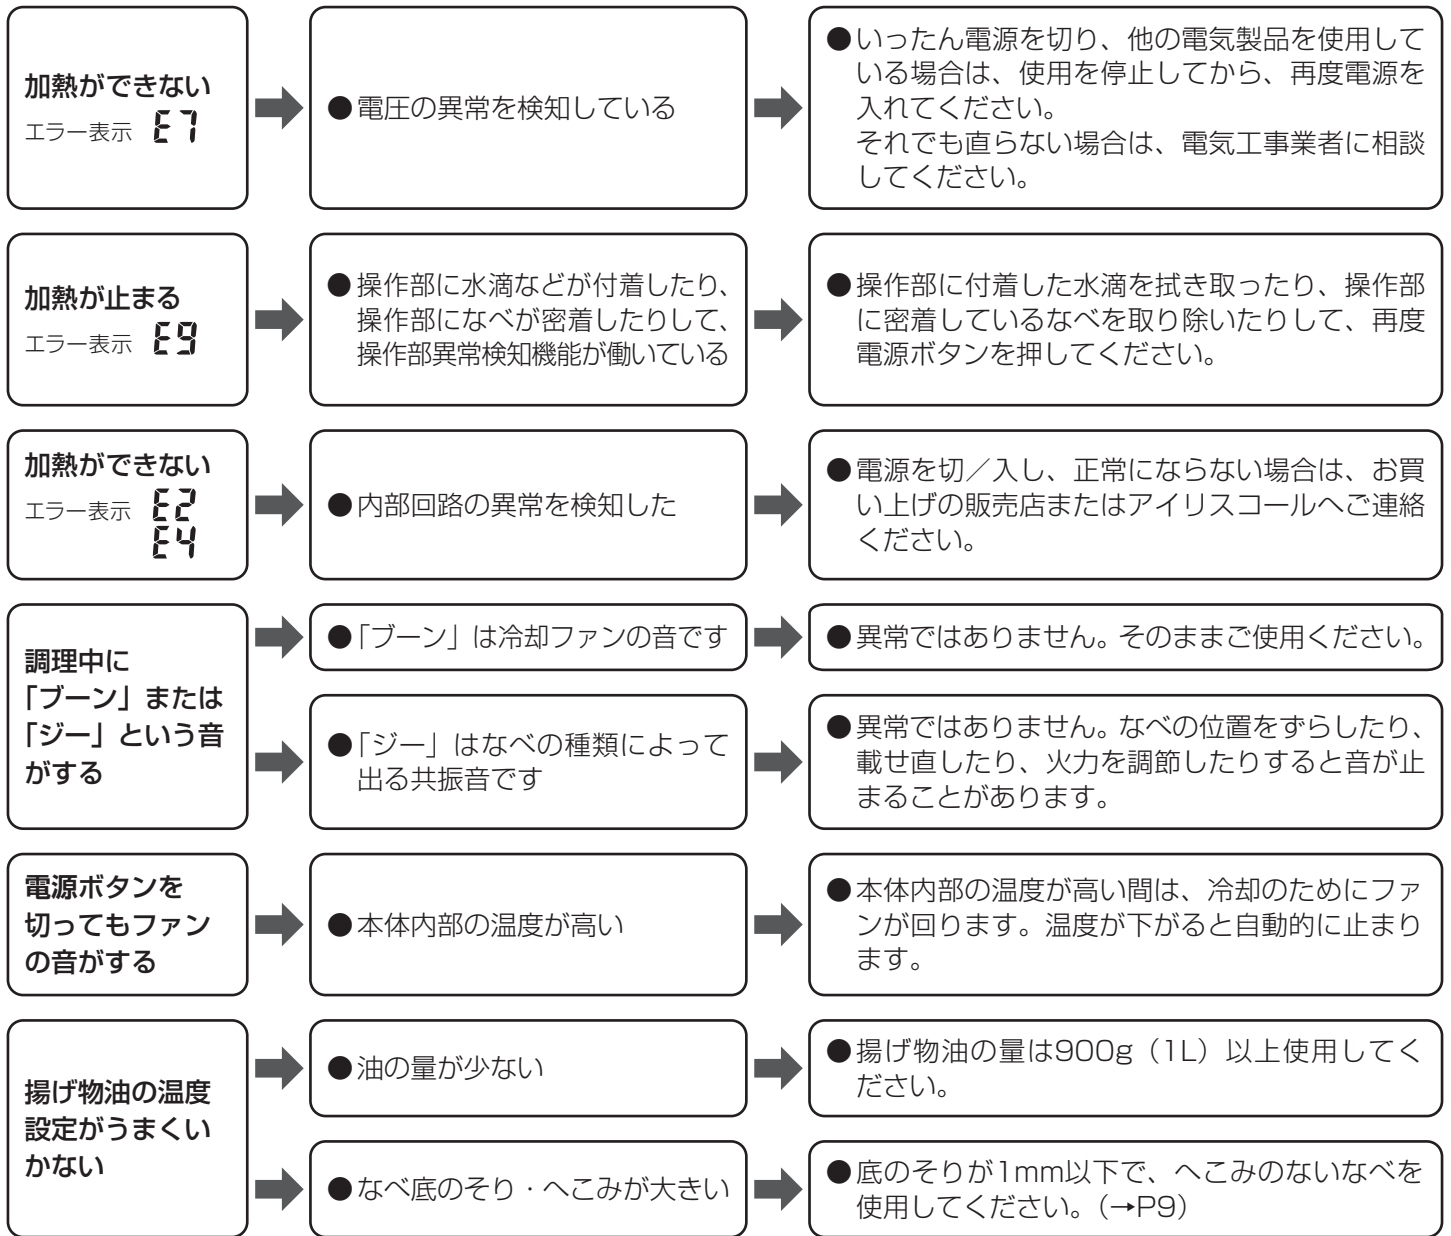 加熱ができない
エラー表示 E7
●電圧の異常を検知している
●いったん電源を切り、他の電気製品を使用して
いる場合は、使用を停止してから、再度電源を
入れてください。
それでも直らない場合は、電気工事業者に相談
してください。
加熱が止まる
エラー表示 E9
●操作部に水滴などが付着したり、
操作部になべが密着したりして、
操作部異常検知機能が働いている
●操作部に付着した水滴を拭き取ったり、操作部
に密着しているなべを取り除いたりして、再度
電源ボタンを押してください。
加熱ができない
エラー表示 E2
E4
●内部回路の異常を検知した
●電源を切／入し、正常にならない場合は、お買
い上げの販売店またはアイリスコールへご連絡
ください。
調理中に
「ブーン」または
「ジー」という音
がする
●「ブーン」は冷却ファンの音です
●異常ではありません。そのままご使用ください。
●「ジー」はなべの種類によって
出る共振音です
●異常ではありません。なべの位置をずらしたり、
載せ直したり、火力を調節したりすると音が止
まることがあります。
電源ボタンを
切ってもファン
の音がする
●本体内部の温度が高い
●本体内部の温度が高い間は、冷却のためにファ
ンが回ります。温度が下がると自動的に止まり
ます。
揚げ物油の温度
設定がうまくい
かない
●油の量が少ない
●揚げ物油の量は900g（1L）以上使用してく
ださい。
●なべ底のそり・へこみが大きい
●底のそりが1mm以下で、へこみのないなべを
使用してください。（→P9）